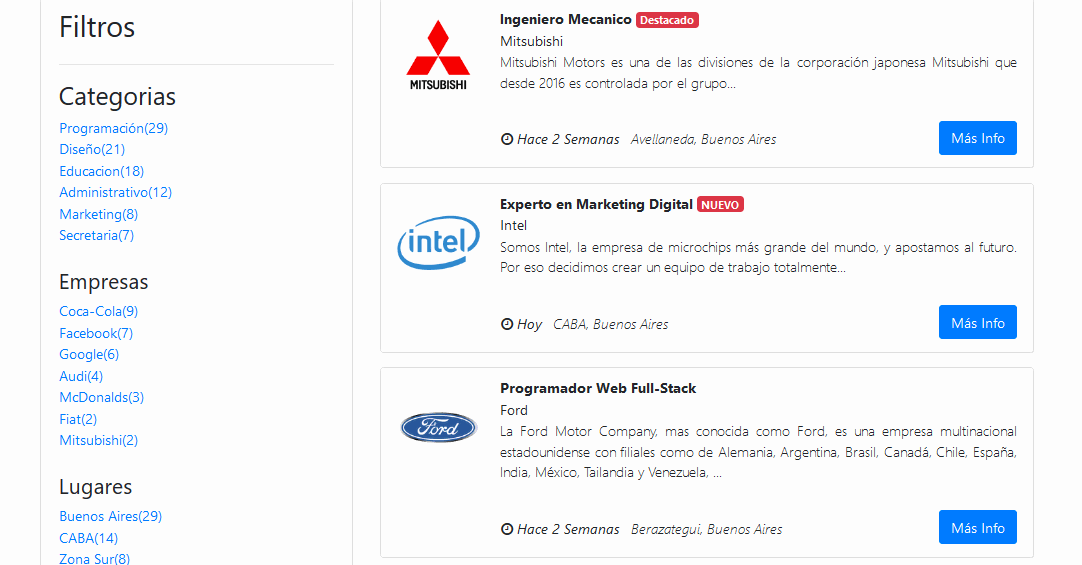 Filtros
Categorias
Programación(29)
Diseño(21)
Educacion(18)
Administrativo(12)
Marketing(8)
Secretaria(7)
Empresas
Coca-Cola(9)
Facebook(7)
Google(6)
Audi(4)
McDonalds(3)
Fiat(2)
Mitsubishi(2)
Lugares
Buenos Aires(29)
CABA(14)
Zona Sur(8)
MITSUBISHI
Ingeniero Mecanico Destacado
Mitsubishi
Mitsubishi Motors es una de las divisiones de la corporación japonesa Mitsubishi que
desde 2016 es controlada por el grupo...
Hace 2 Semanas Avellaneda, Buenos Aires
Más Info
intel
Experto en Marketing Digital NUEVO
Intel
Somos Intel, la empresa de microchips más grande del mundo, y apostamos al futuro.
Por eso decidimos crear un equipo de trabajo totalmente...
Hoy CABA, Buenos Aires
Más Info
Ford
Programador Web Full-Stack
Ford
La Ford Motor Company, mas conocida como Ford, es una empresa multinacional
estadounidense con filiales como de Alemania, Argentina, Brasil, Canadá, Chile, España,
India, México, Tailandia y Venezuela, ...
Hace 2 Semanas Berazategui, Buenos Aires
Más Info